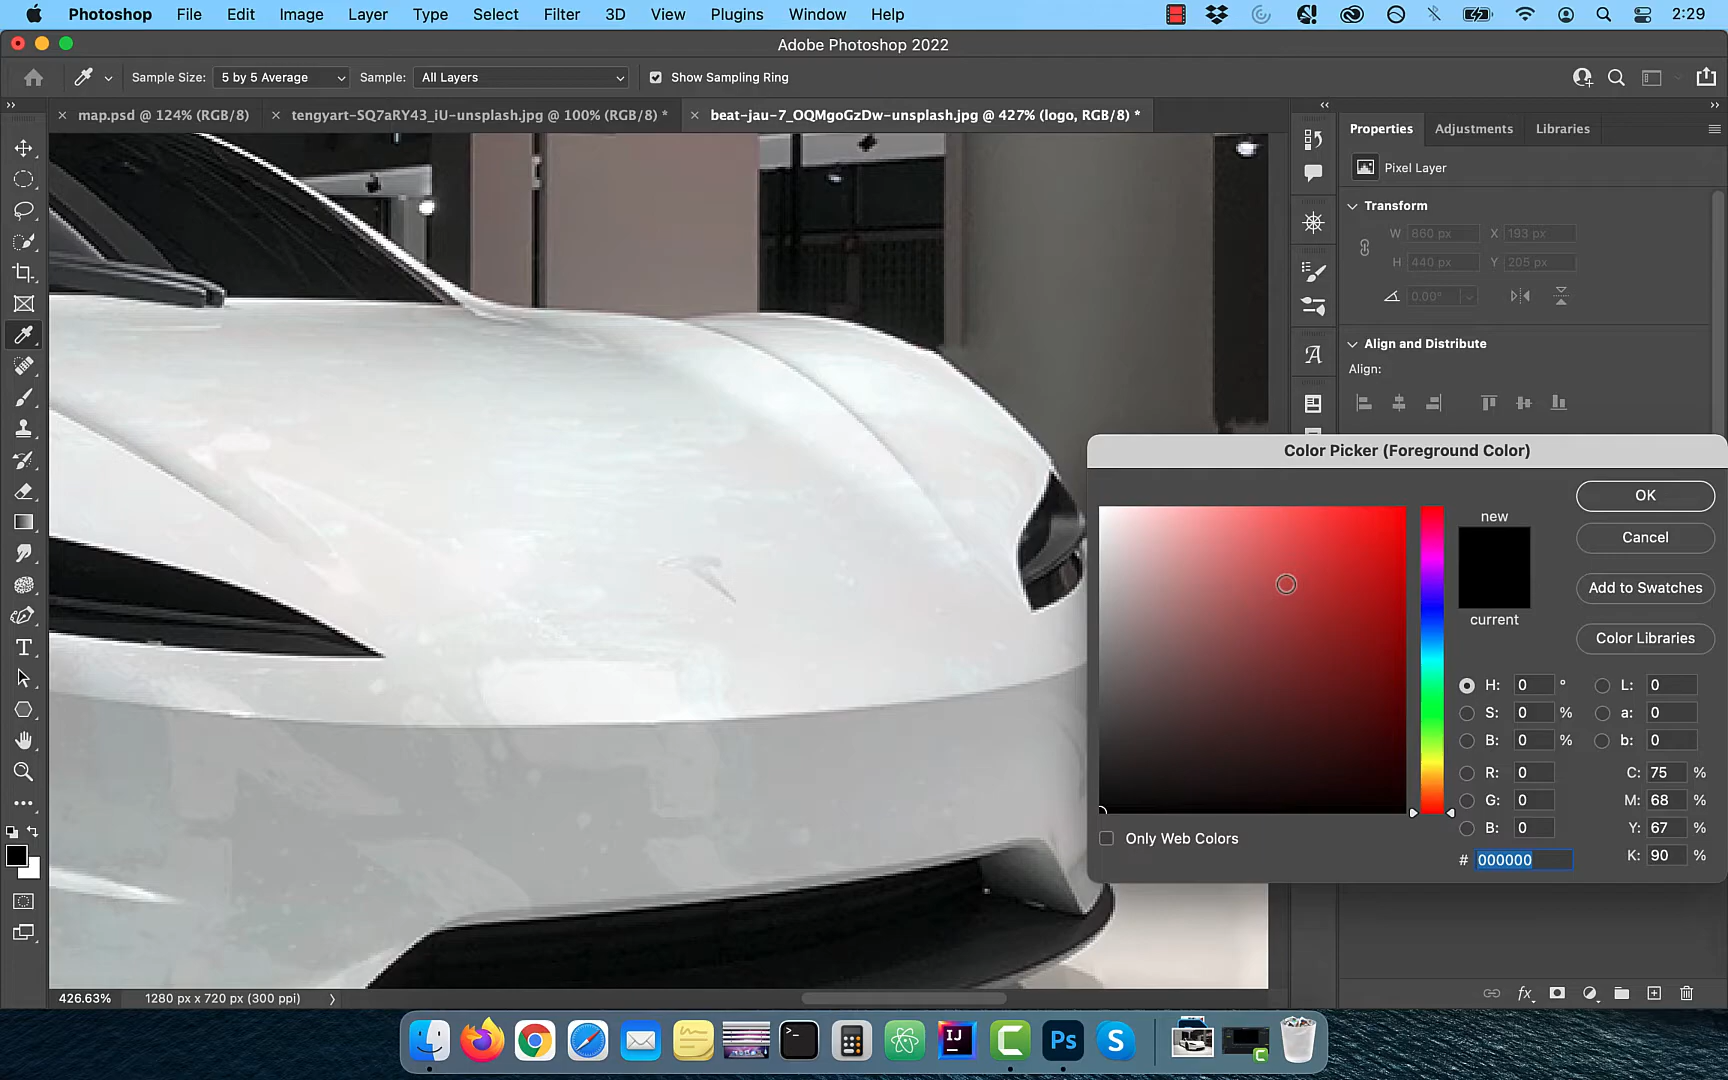 Photoshop File Edit Image Layer Type Select Filter 3D View Plugins Window Help 2:29
Adobe Photoshop 2022
Sample Size: 5 by 5 Average Sample: All Layers Show Sampling Ring
map.psd @ 124% (RGB/8) tengyart-SQ7aRY43_iU-unsplash.jpg @ 100% (RGB/8) * beat-jau-7_OQMgoGzDw-unsplash.jpg @ 427% (logo, RGB/8) *
Properties Adjustments Libraries
Pixel Layer
Transform
W 860 px X 193 px
H 440 px Y 205 px
0.00°
Align and Distribute
Align:
Color Picker (Foreground Color)
OK
new
Cancel
Add to Swatches
current
Color Libraries
H: 0 ° L: 0
S: 0 % a: 0
B: 0 % b: 0
R: 0 C: 75 %
G: 0 M: 68 %
B: 0 Y: 67 %
Only Web Colors
# 000000 K: 90 %
426.63% 1280 px x 720 px (300 ppi)
fx
IJ
C
Ps
S